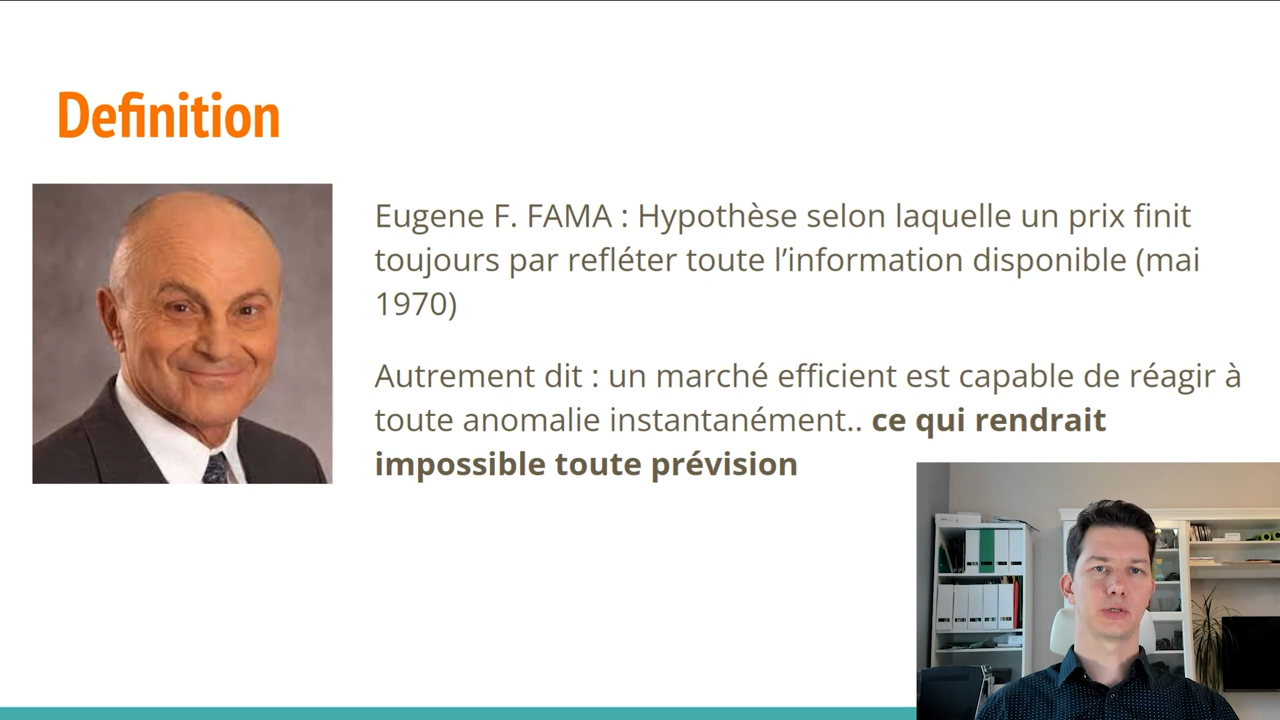 Definition
Eugene F. FAMA : Hypothèse selon laquelle un prix finit
toujours par refléter toute l’information disponible (mai
1970)
Autrement dit : un marché efficient est capable de réagir à
toute anomalie instantanément.. ce qui rendrait
impossible toute prévision